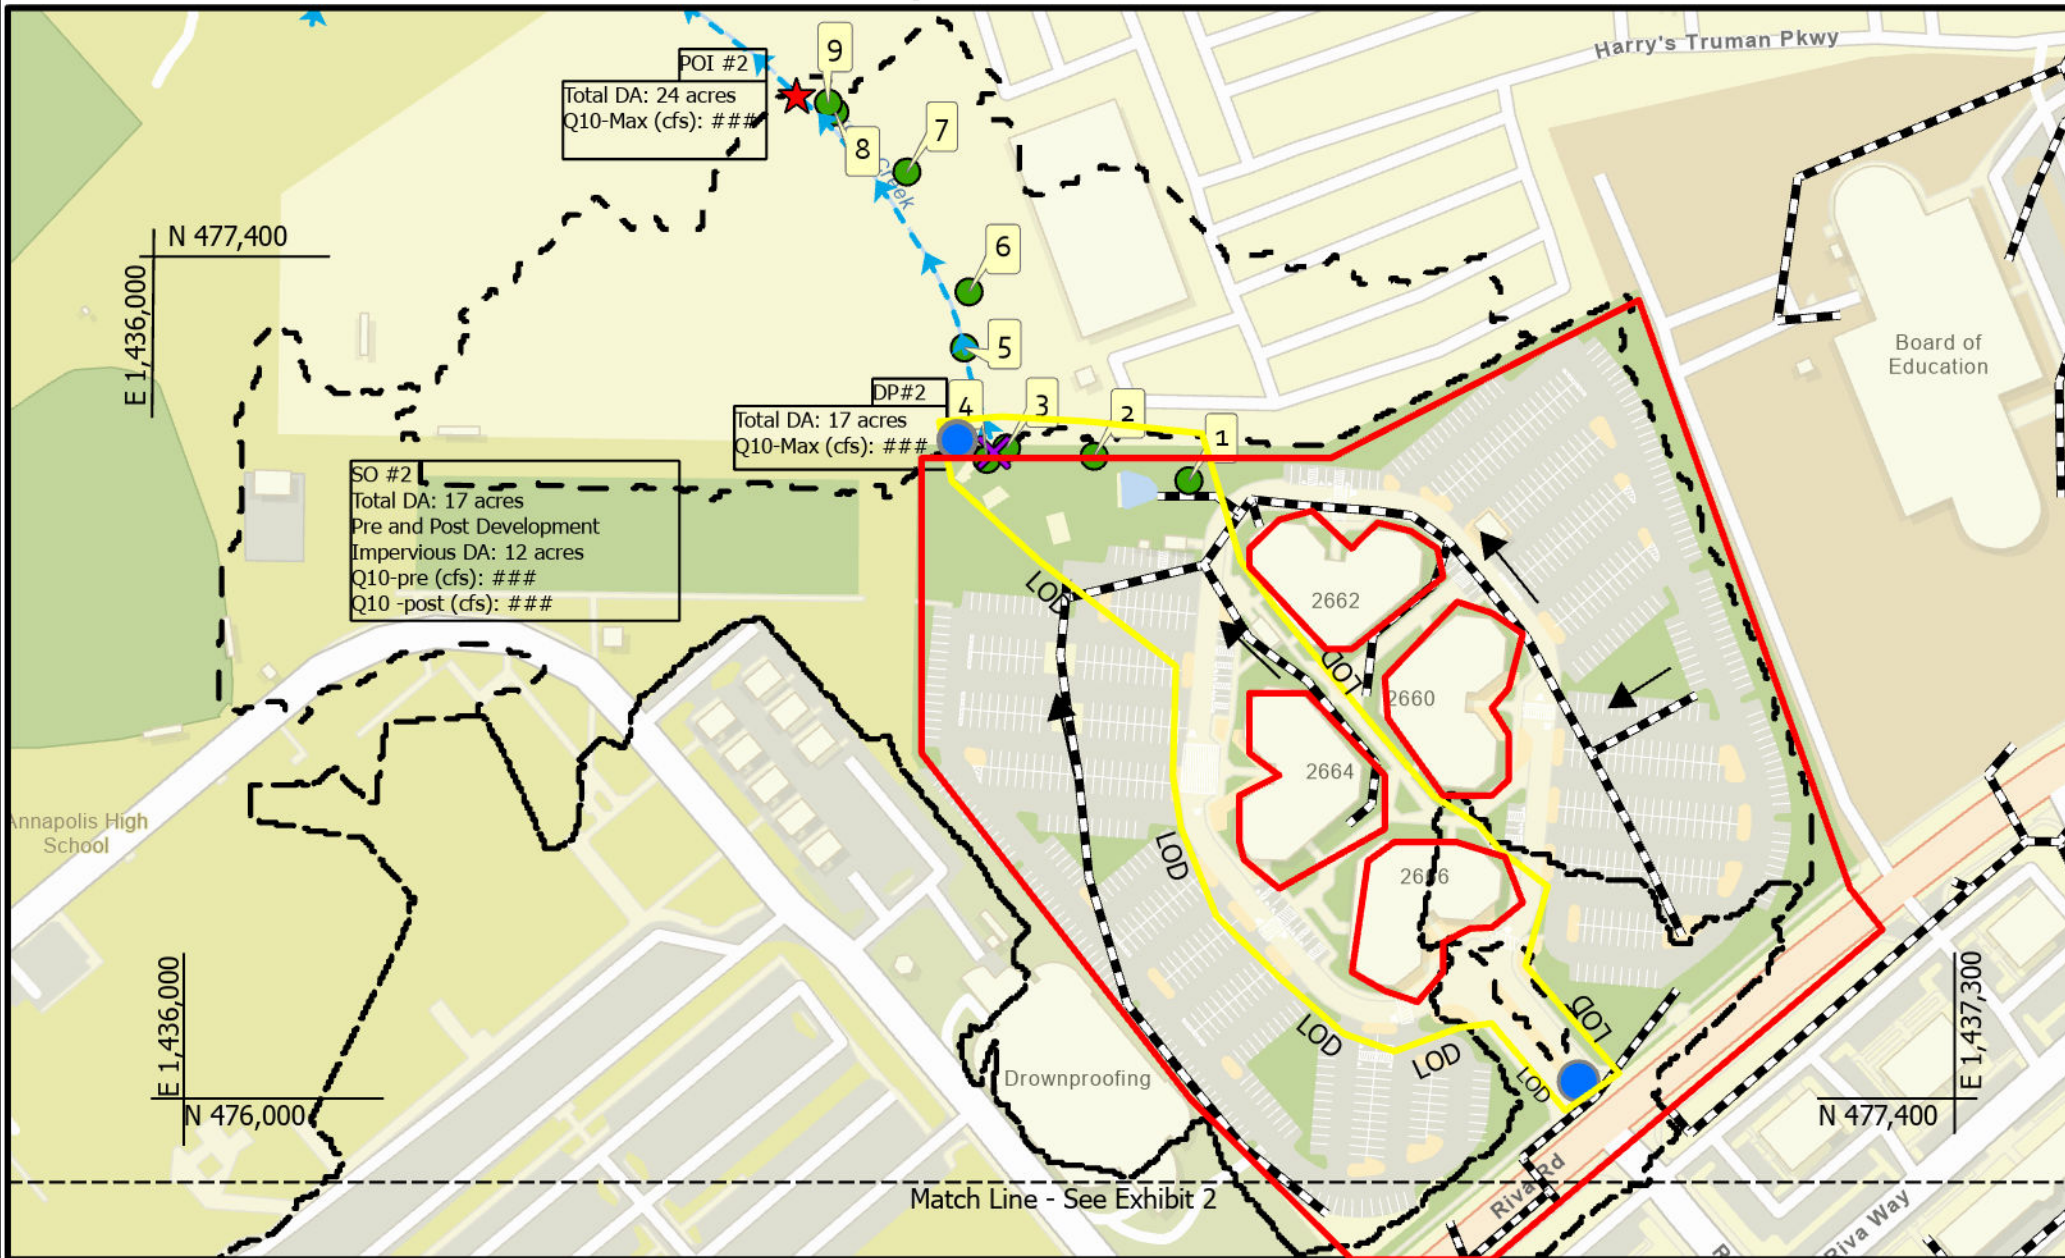 Harry's Truman Pkwy
9
POI #2
Total DA: 24 acres
Q10-Max (cfs): ###
8
7
Creek
N 477,400
E 1,436,000
6
5
Board of
Education
DP#2
Total DA: 17 acres
Q10-Max (cfs): ###
4
3
2
1
SO #2
Total DA: 17 acres
Pre and Post Development
Impervious DA: 12 acres
Q10-pre (cfs): ###
Q10 -post (cfs): ###
LOD
2662
LOD
2660
2664
Annapolis High
School
LOD
2666
E 1,436,000
N 476,000
LOD
LOD
LOD
LOD
E 1,437,300
N 477,400
Drownproofing
Match Line - See Exhibit 2
Riva Rd
Riva Way